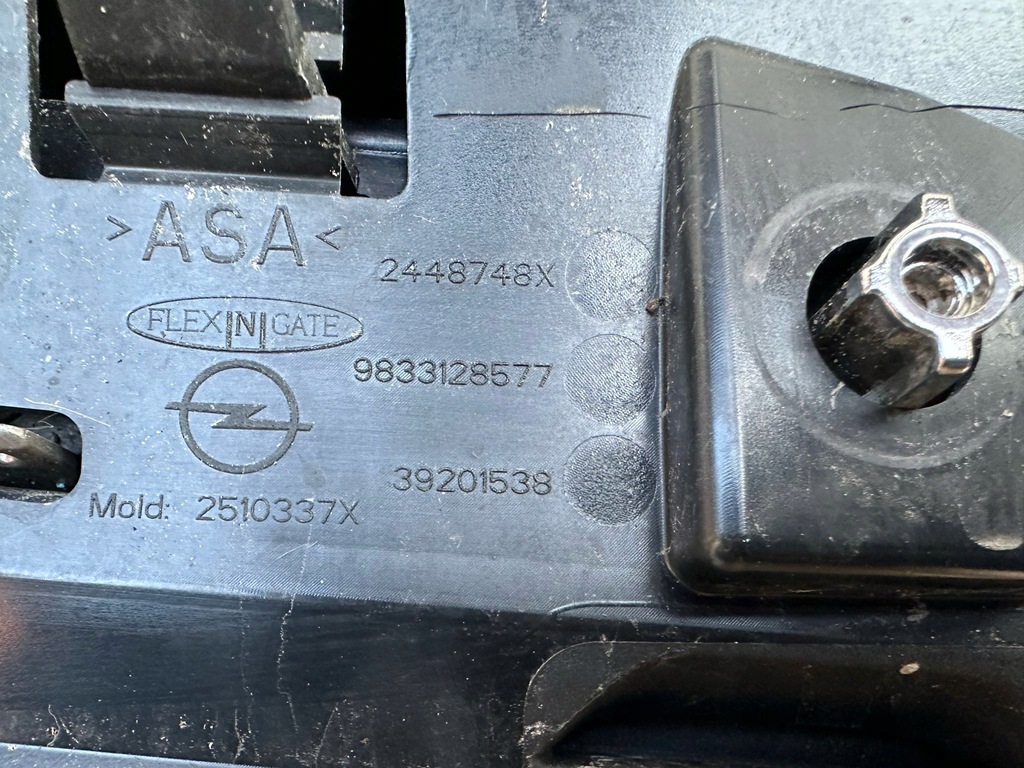 >ASA<
FLEX|N|GATE
Mold: 2510337X
2448748X
9833128577
39201538